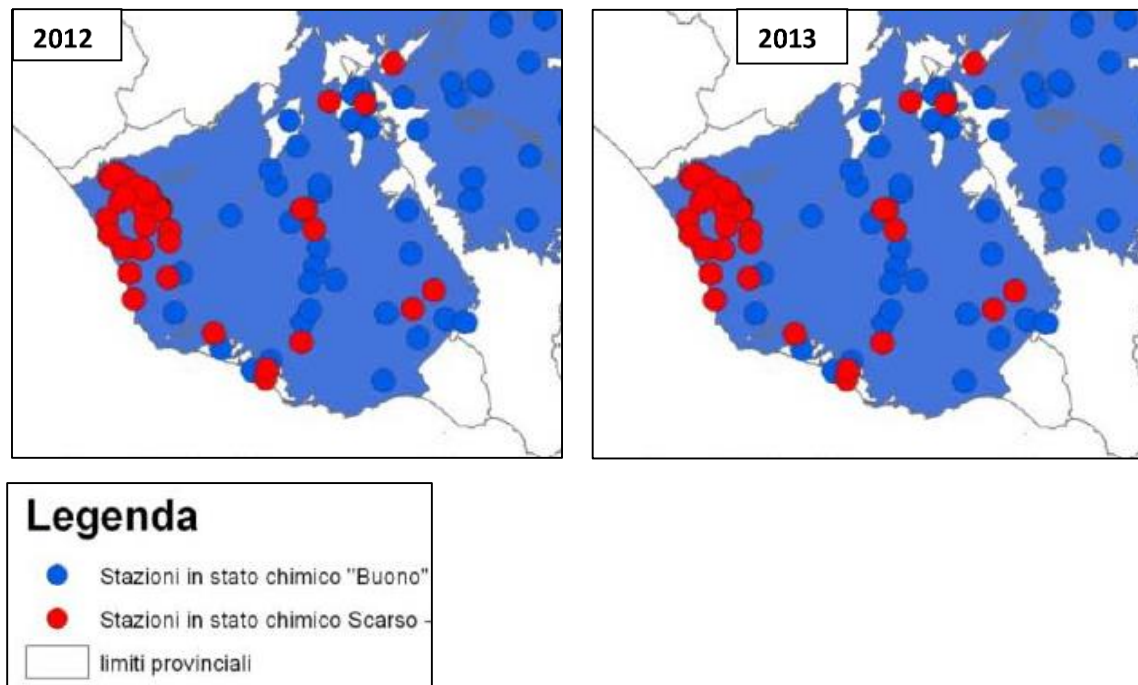 2012
2013
Legenda
Stazioni in stato chimico "Buono"
Stazioni in stato chimico Scarso -
limiti provinciali